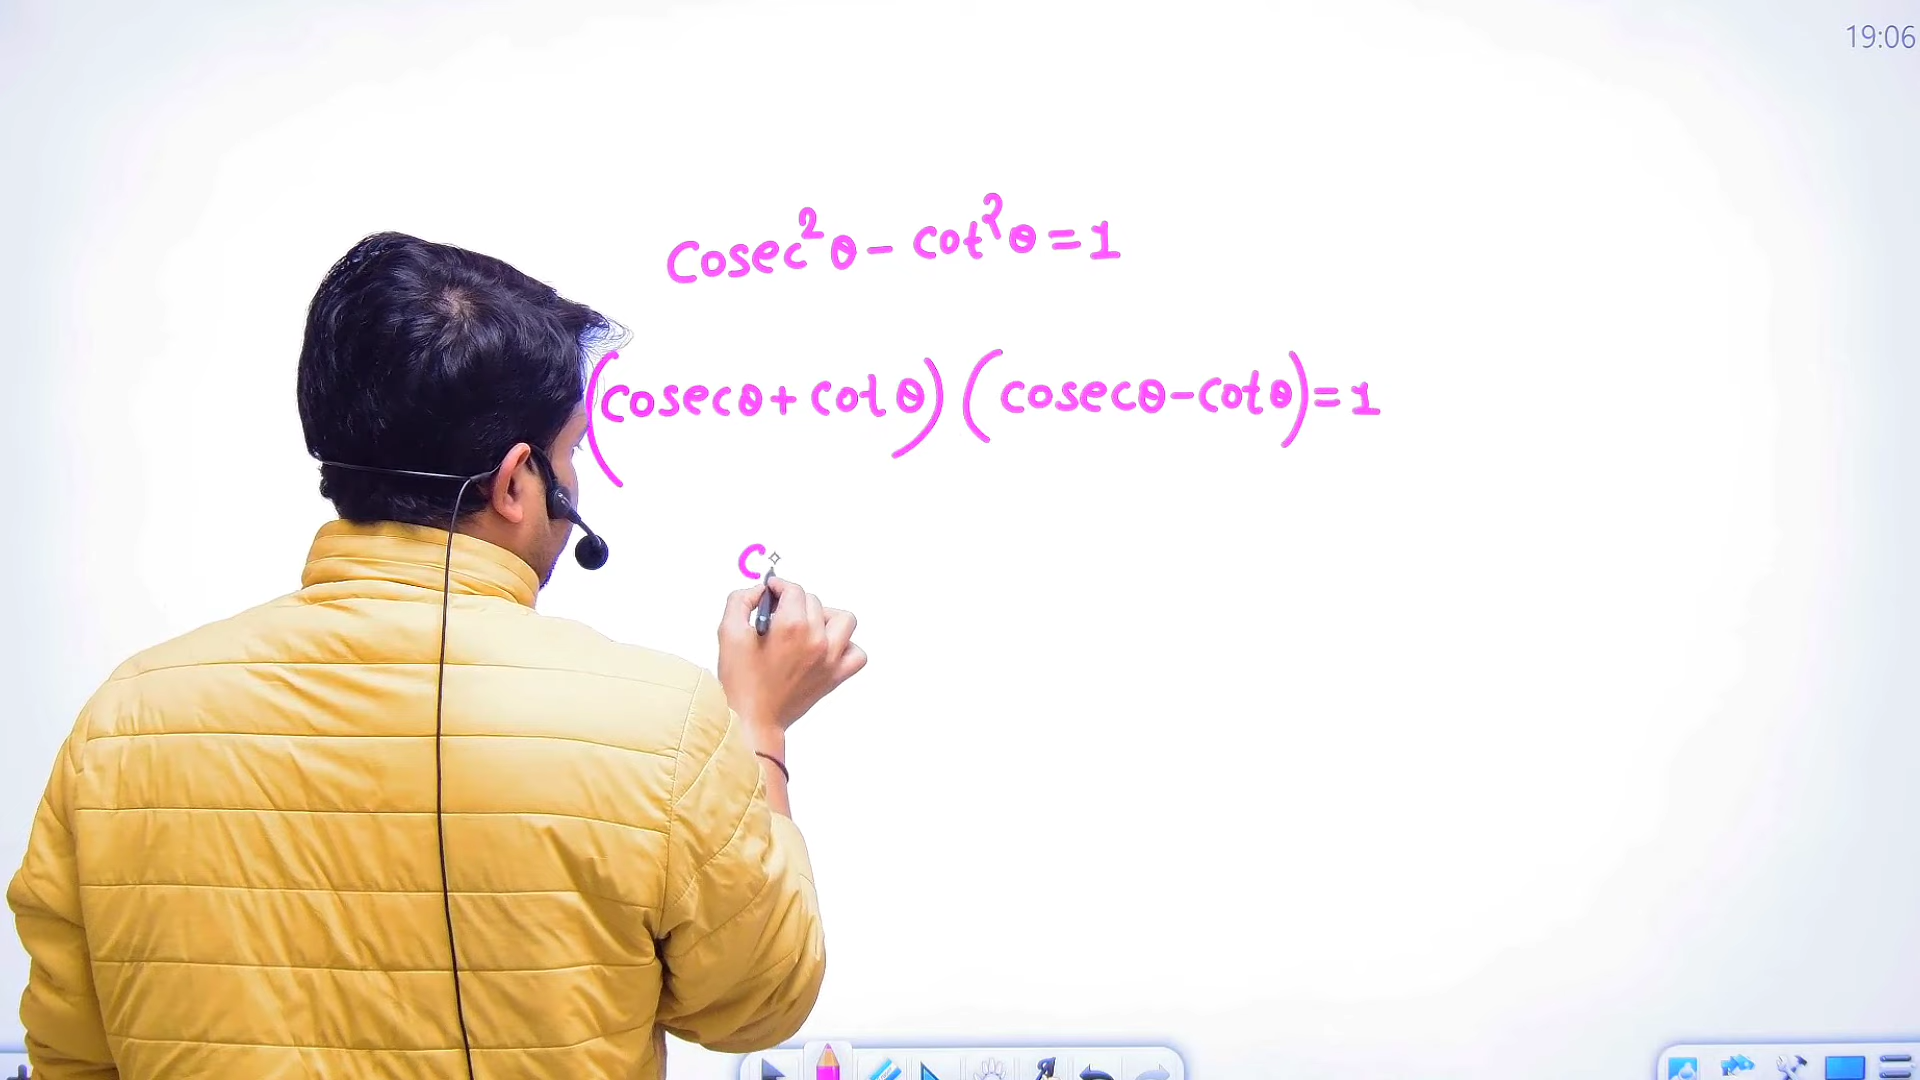 19:06
cosec²θ - cot²θ = 1
(cosecθ + cotθ) (cosecθ - cotθ) = 1
c